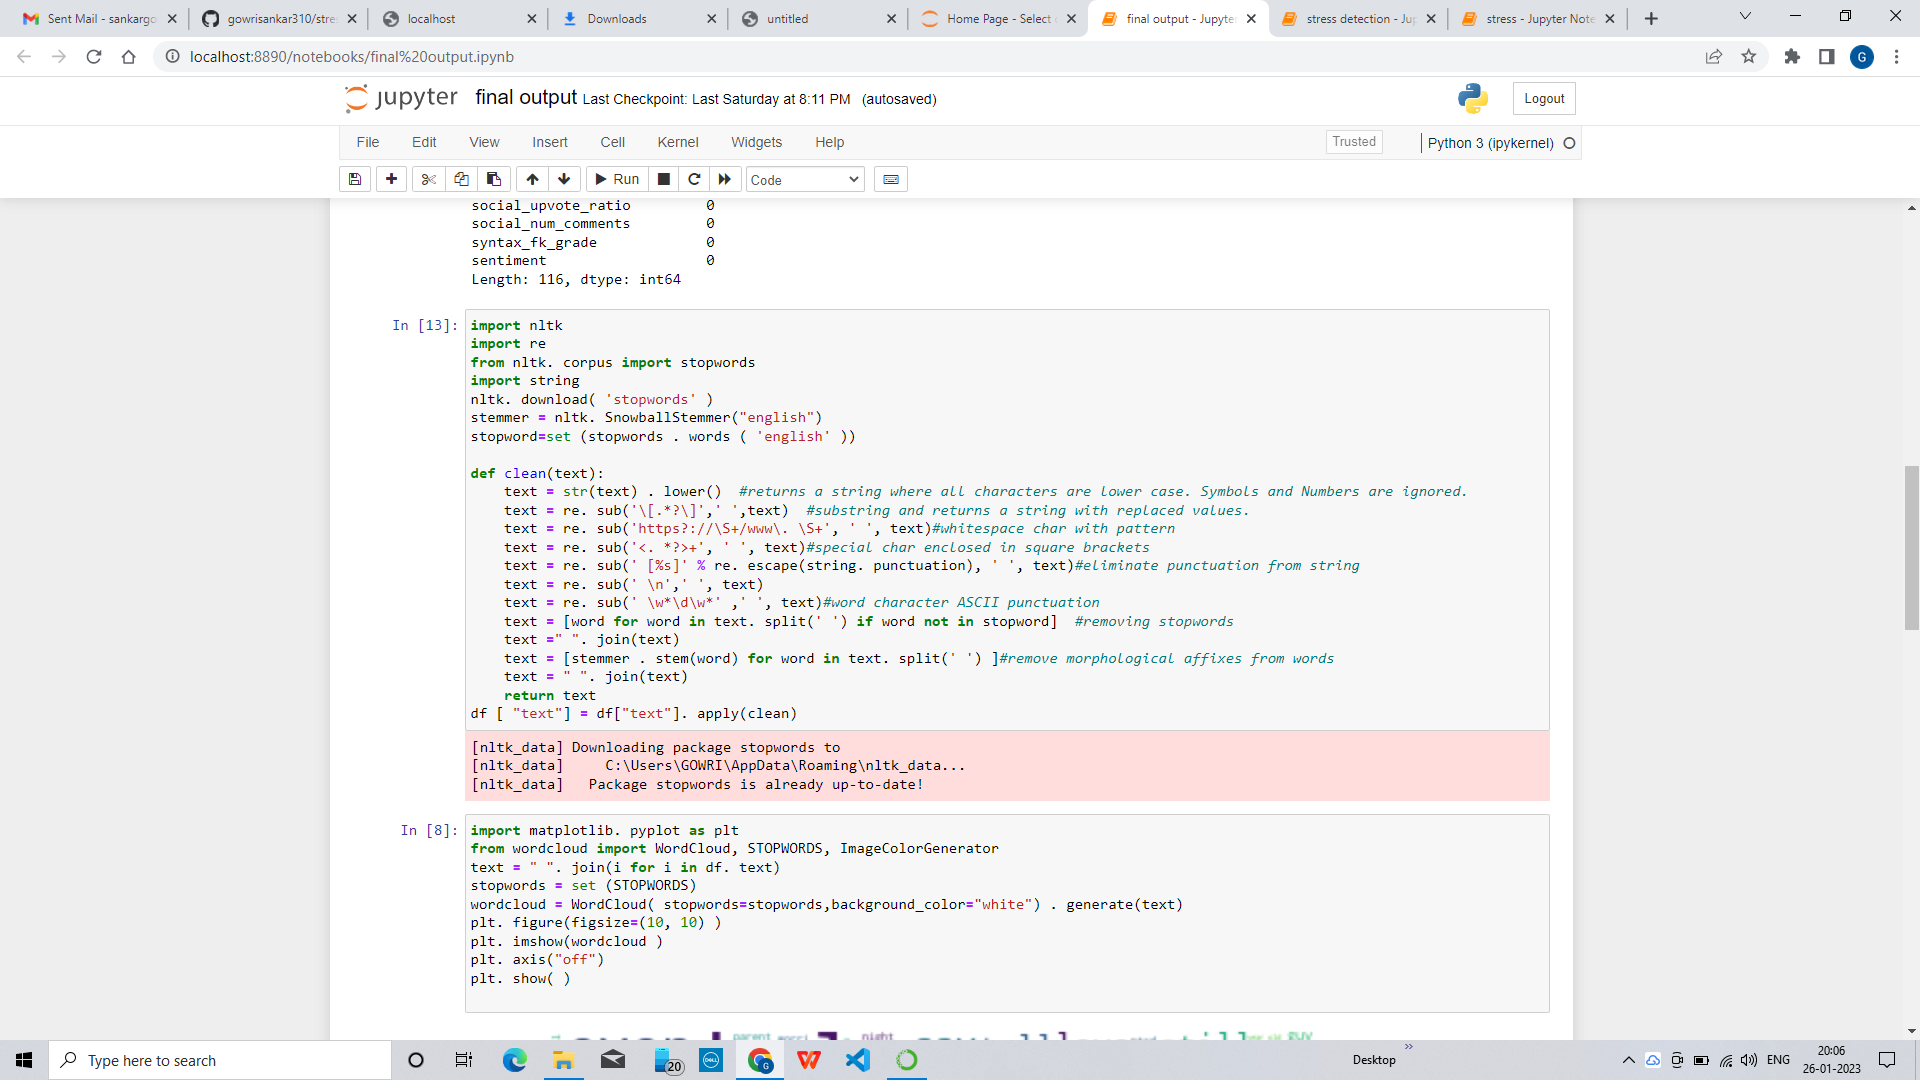 Sent Mail - sankargo
gowrisankar310/stre
localhost
Downloads
untitled
Home Page - Select
final output - Jupyte
stress detection - Jup
stress - Jupyter Note
localhost:8890/notebooks/final%20output.ipynb
G
jupyter final output Last Checkpoint: Last Saturday at 8:11 PM (autosaved)
Logout
File Edit View Insert Cell Kernel Widgets Help
Trusted
Python 3 (ipykernel)
Run
Code
social_upvote_ratio 0
social_num_comments 0
syntax_fk_grade 0
sentiment 0
Length: 116, dtype: int64
In [13]:
import nltk
import re
from nltk. corpus import stopwords
import string
nltk. download( 'stopwords' )
stemmer = nltk. SnowballStemmer("english")
stopword=set (stopwords . words ( 'english' ))
def clean(text):
text = str(text) . lower() #returns a string where all characters are lower case. Symbols and Numbers are ignored.
text = re. sub('\[.*?\]',' ',text) #substring and returns a string with replaced values.
text = re. sub('https?://\S+/www\. \S+', ' ', text)#whitespace char with pattern
text = re. sub('<. *?>+', ' ', text)#special char enclosed in square brackets
text = re. sub(' [%s]' % re. escape(string. punctuation), ' ', text)#eliminate punctuation from string
text = re. sub(' \n',' ', text)
text = re. sub(' \w*\d\w*' ,' ', text)#word character ASCII punctuation
text = [word for word in text. split(' ') if word not in stopword] #removing stopwords
text =" ". join(text)
text = [stemmer . stem(word) for word in text. split(' ') ]#remove morphological affixes from words
text = " ". join(text)
return text
df [ "text"] = df["text"]. apply(clean)
[nltk_data] Downloading package stopwords to
[nltk_data] C:\Users\GOWRI\AppData\Roaming\nltk_data...
[nltk_data] Package stopwords is already up-to-date!
In [8]:
import matplotlib. pyplot as plt
from wordcloud import WordCloud, STOPWORDS, ImageColorGenerator
text = " ". join(i for i in df. text)
stopwords = set (STOPWORDS)
wordcloud = WordCloud( stopwords=stopwords,background_color="white") . generate(text)
plt. figure(figsize=(10, 10) )
plt. imshow(wordcloud )
plt. axis("off")
plt. show( )
Type here to search
20
DELL
G
Desktop
ENG
20:06
26-01-2023